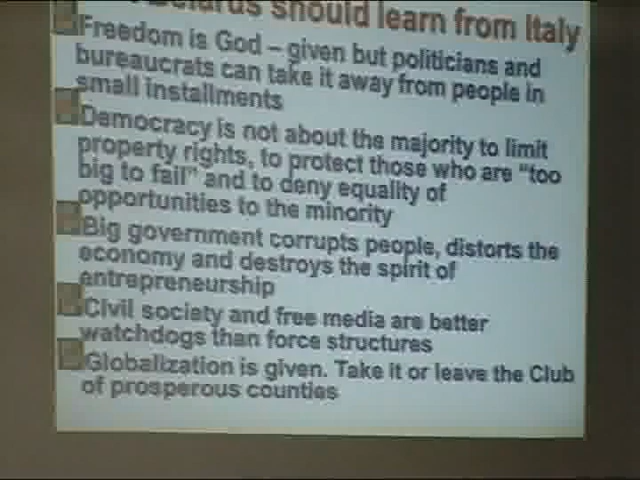 Belarus should learn from Italy
Freedom is God – given but politicians and
bureaucrats can take it away from people in
small installments
Democracy is not about the majority to limit
property rights, to protect those who are “too
big to fail” and to deny equality of
opportunities to the minority
Big government corrupts people, distorts the
economy and destroys the spirit of
entrepreneurship
Civil society and free media are better
watchdogs than force structures
Globalization is given. Take it or leave the Club
of prosperous counties